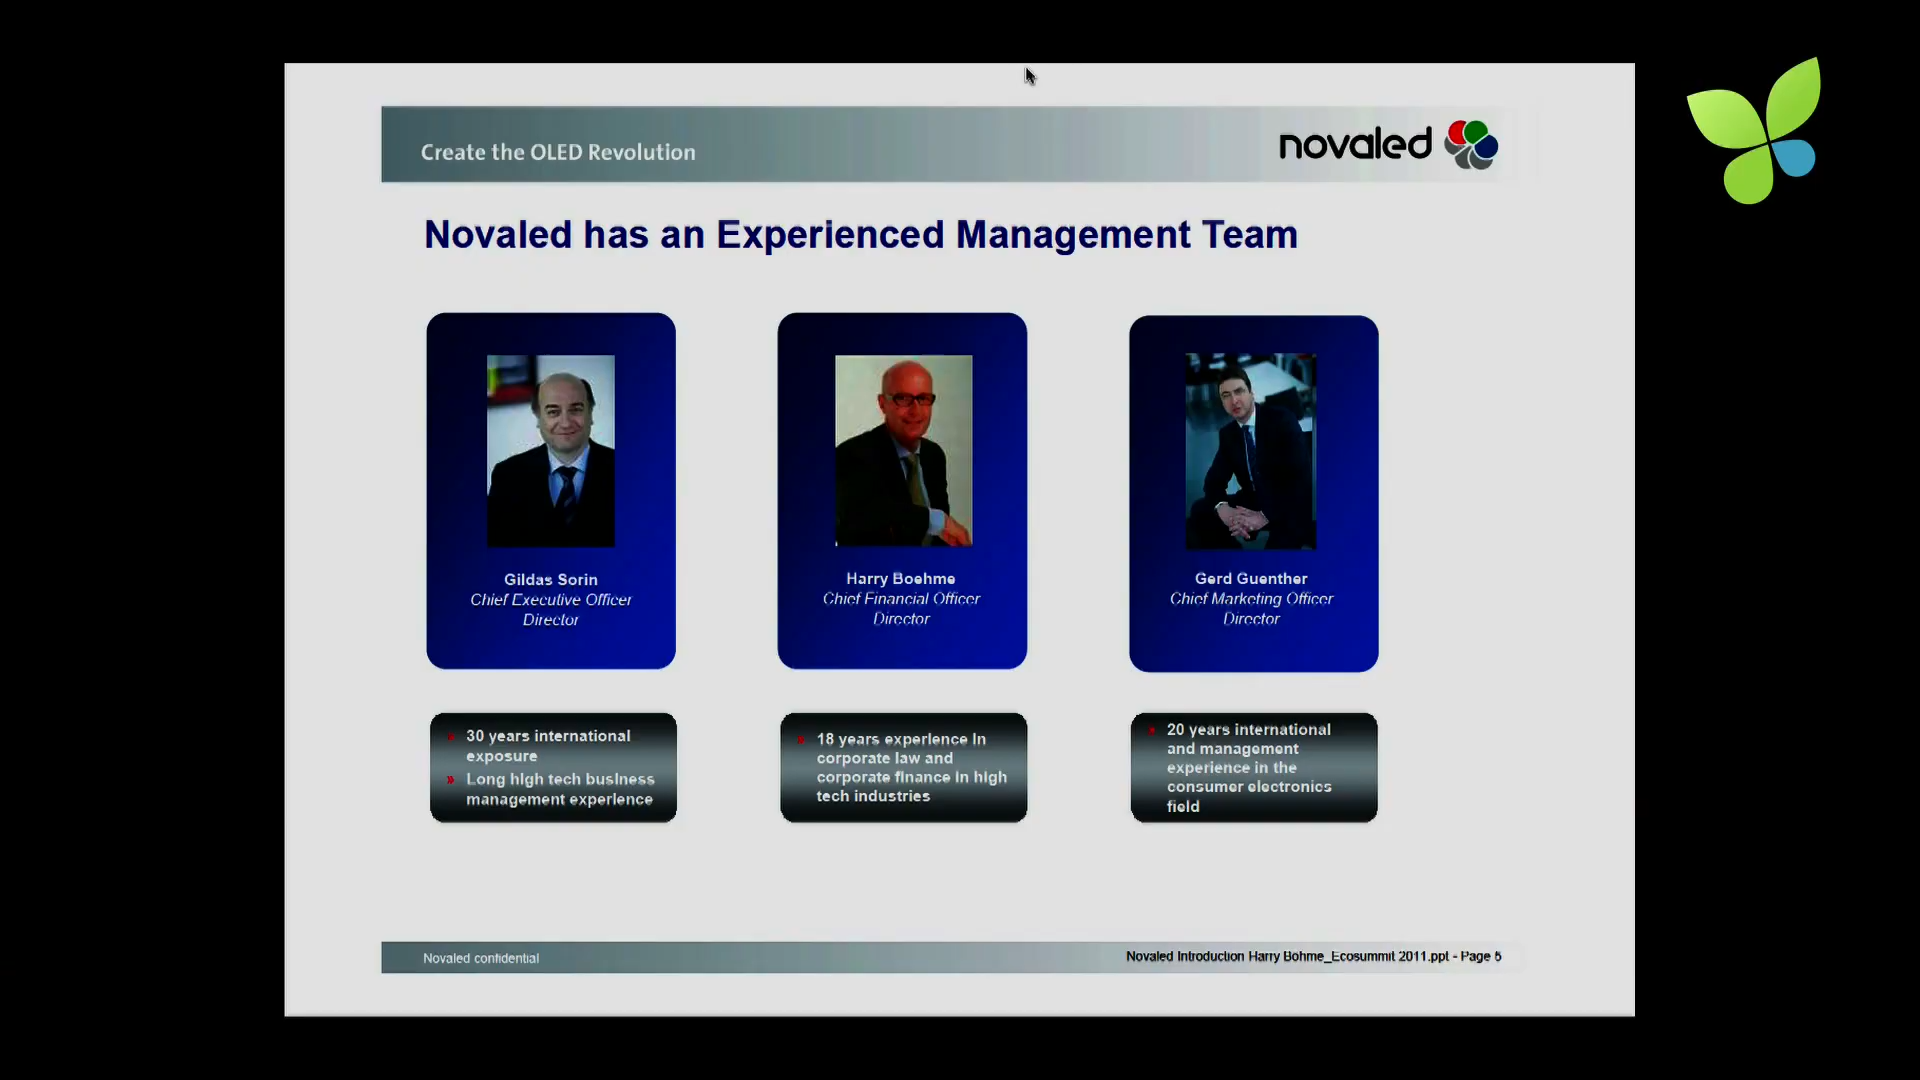 Create the OLED Revolution
novaled
Novaled has an Experienced Management Team
Gildas Sorin
Chief Executive Officer
Director
Harry Boehme
Chief Financial Officer
Director
Gerd Guenther
Chief Marketing Officer
Director
30 years international
exposure
Long high tech business
management experience
18 years experience in
corporate law and
corporate finance in high
tech industries
20 years international
and management
experience in the
consumer electronics
field
Novaled confidential
Novaled Introduction Harry Böhme_Ecosummit 2011.ppt - Page 5